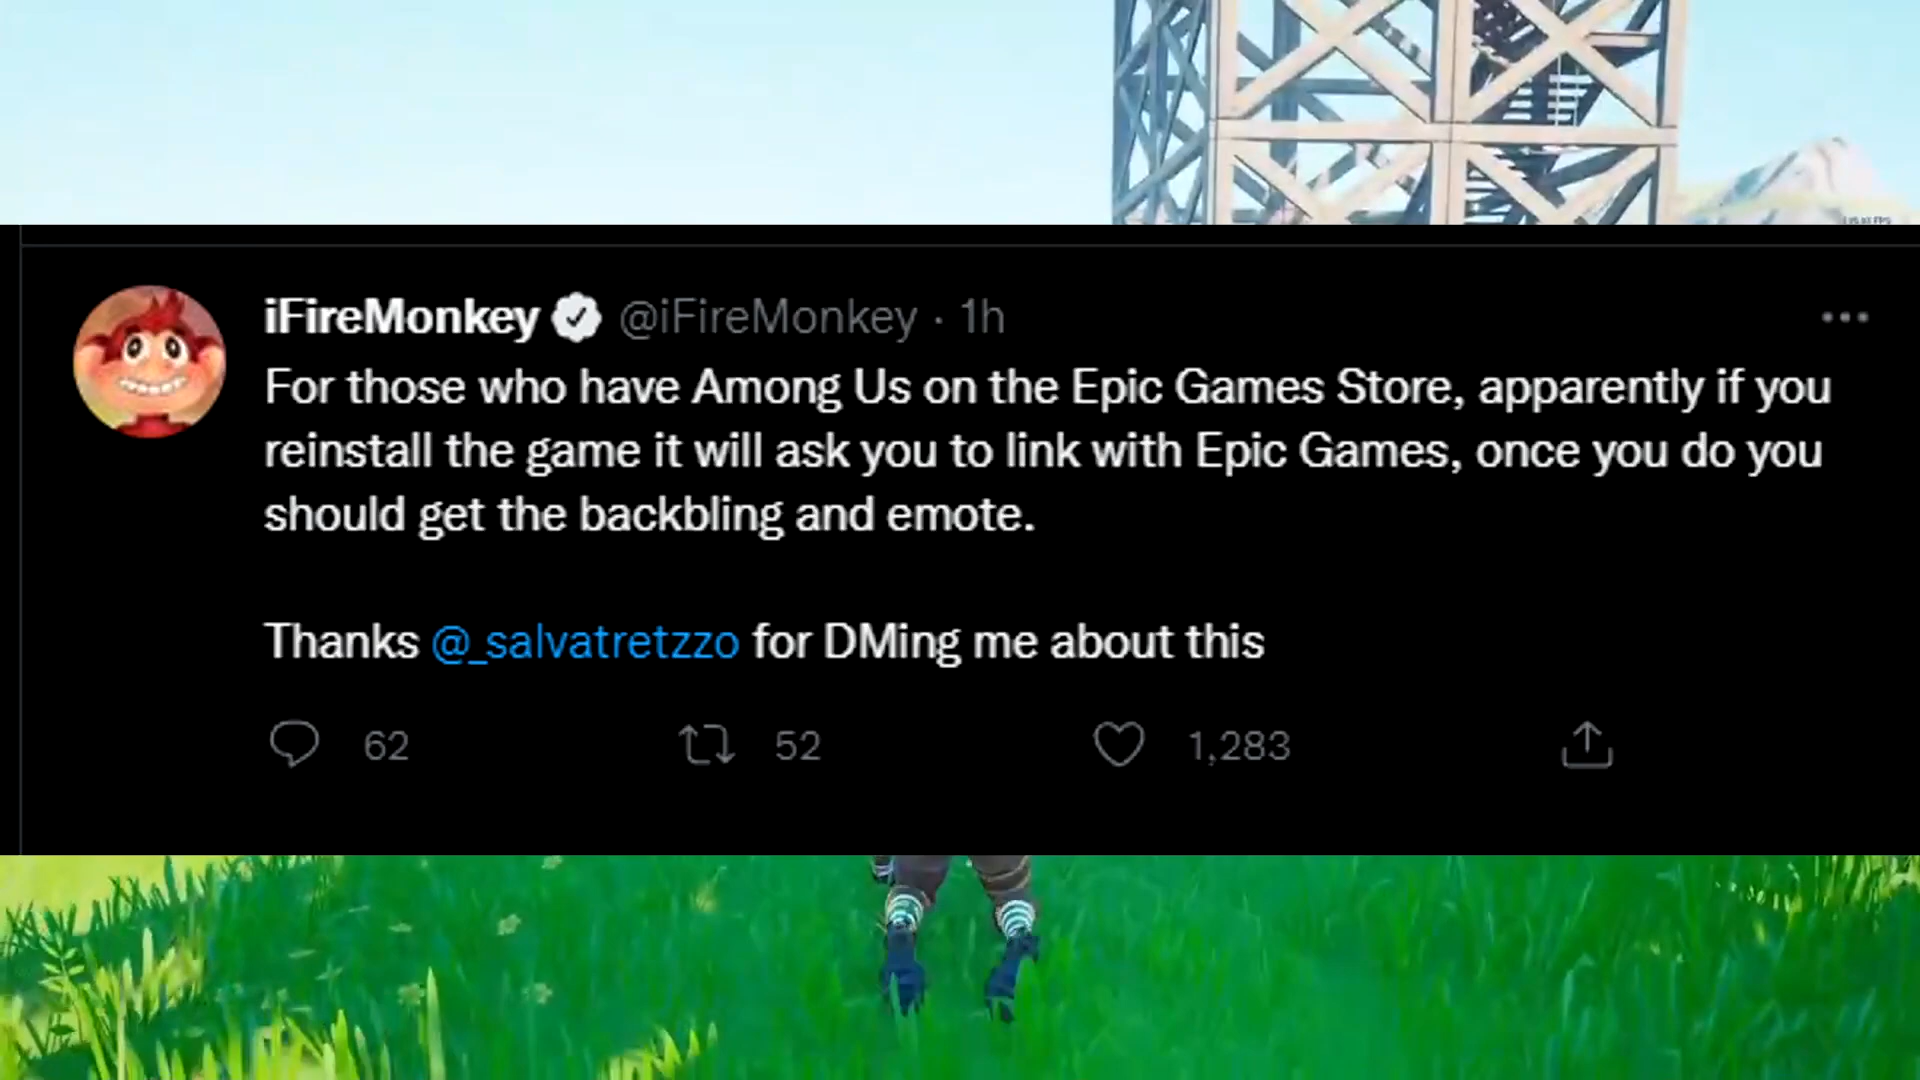 iFireMonkey @iFireMonkey · 1h
For those who have Among Us on the Epic Games Store, apparently if you
reinstall the game it will ask you to link with Epic Games, once you do you
should get the backbling and emote.
Thanks @_salvatretzzo for DMing me about this
62 52 1,283